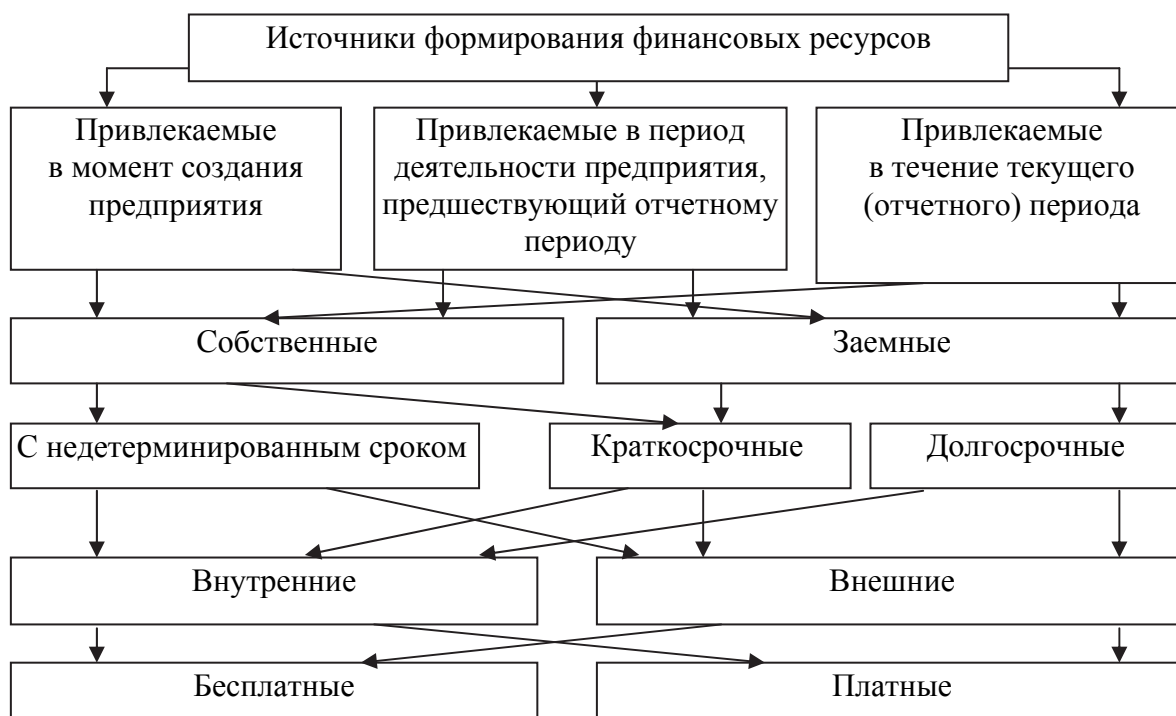 Источники формирования финансовых ресурсов
Привлекаемые
в момент создания
предприятия
Привлекаемые в период
деятельности предприятия,
предшествующий отчетному
периоду
Привлекаемые
в течение текущего
(отчетного) периода
Собственные
Заемные
С недетерминированным сроком
Краткосрочные
Долгосрочные
Внутренние
Внешние
Бесплатные
Платные